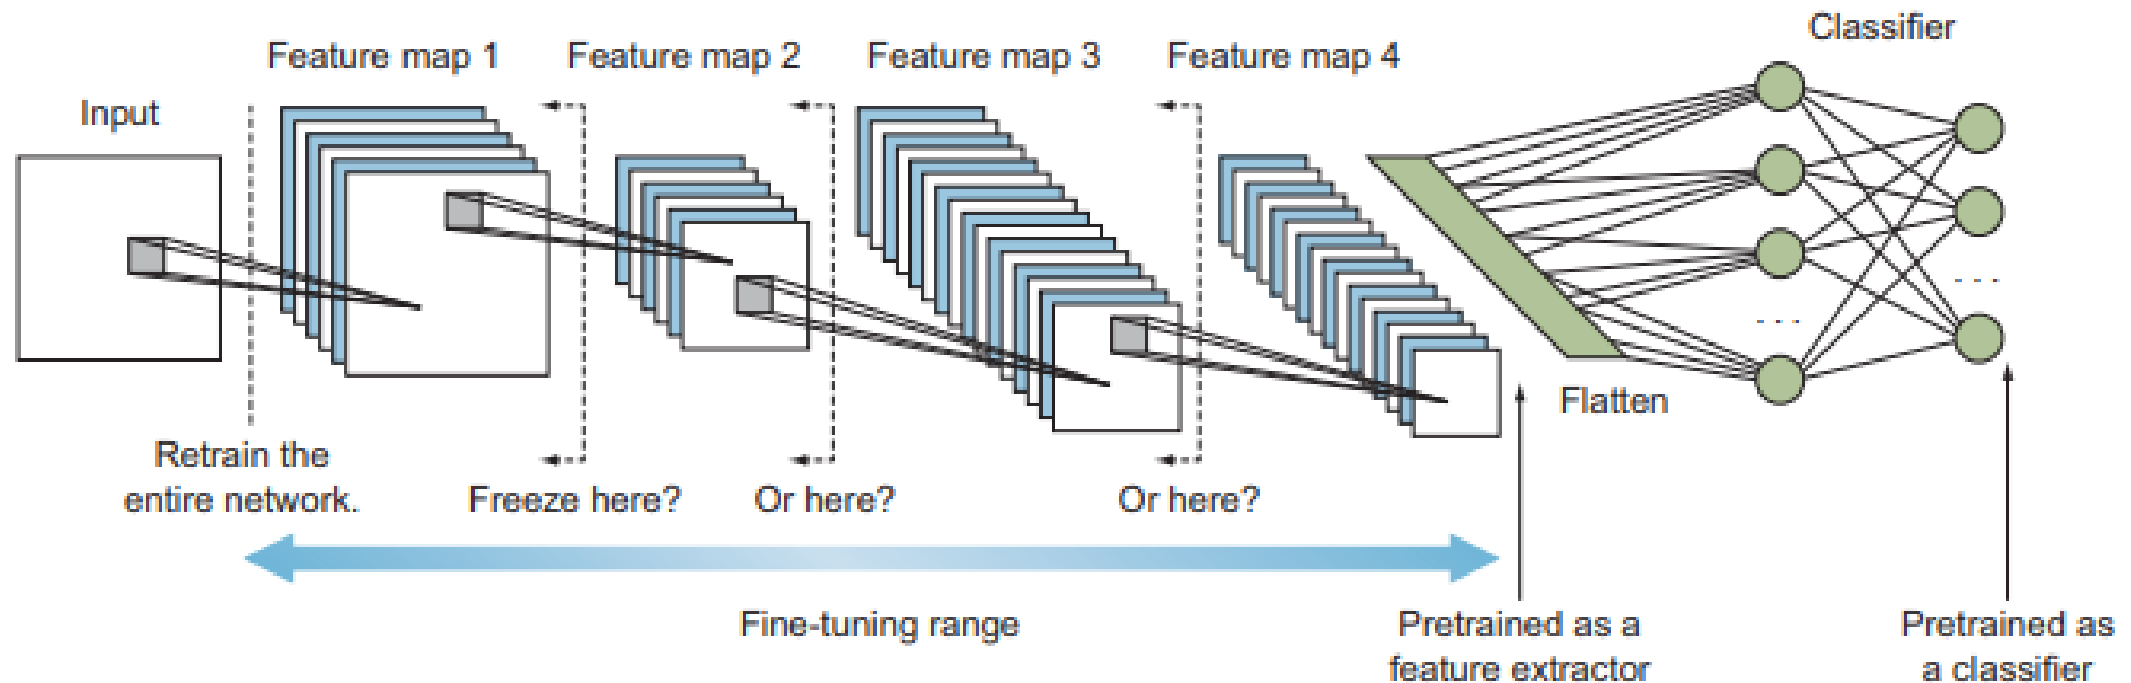 Classifier
Feature map 1
Feature map 2
Feature map 3
Feature map 4
Input
Flatten
Retrain the
entire network.
Freeze here?
Or here?
Or here?
Fine-tuning range
Pretrained as a
feature extractor
Pretrained as
a classifier